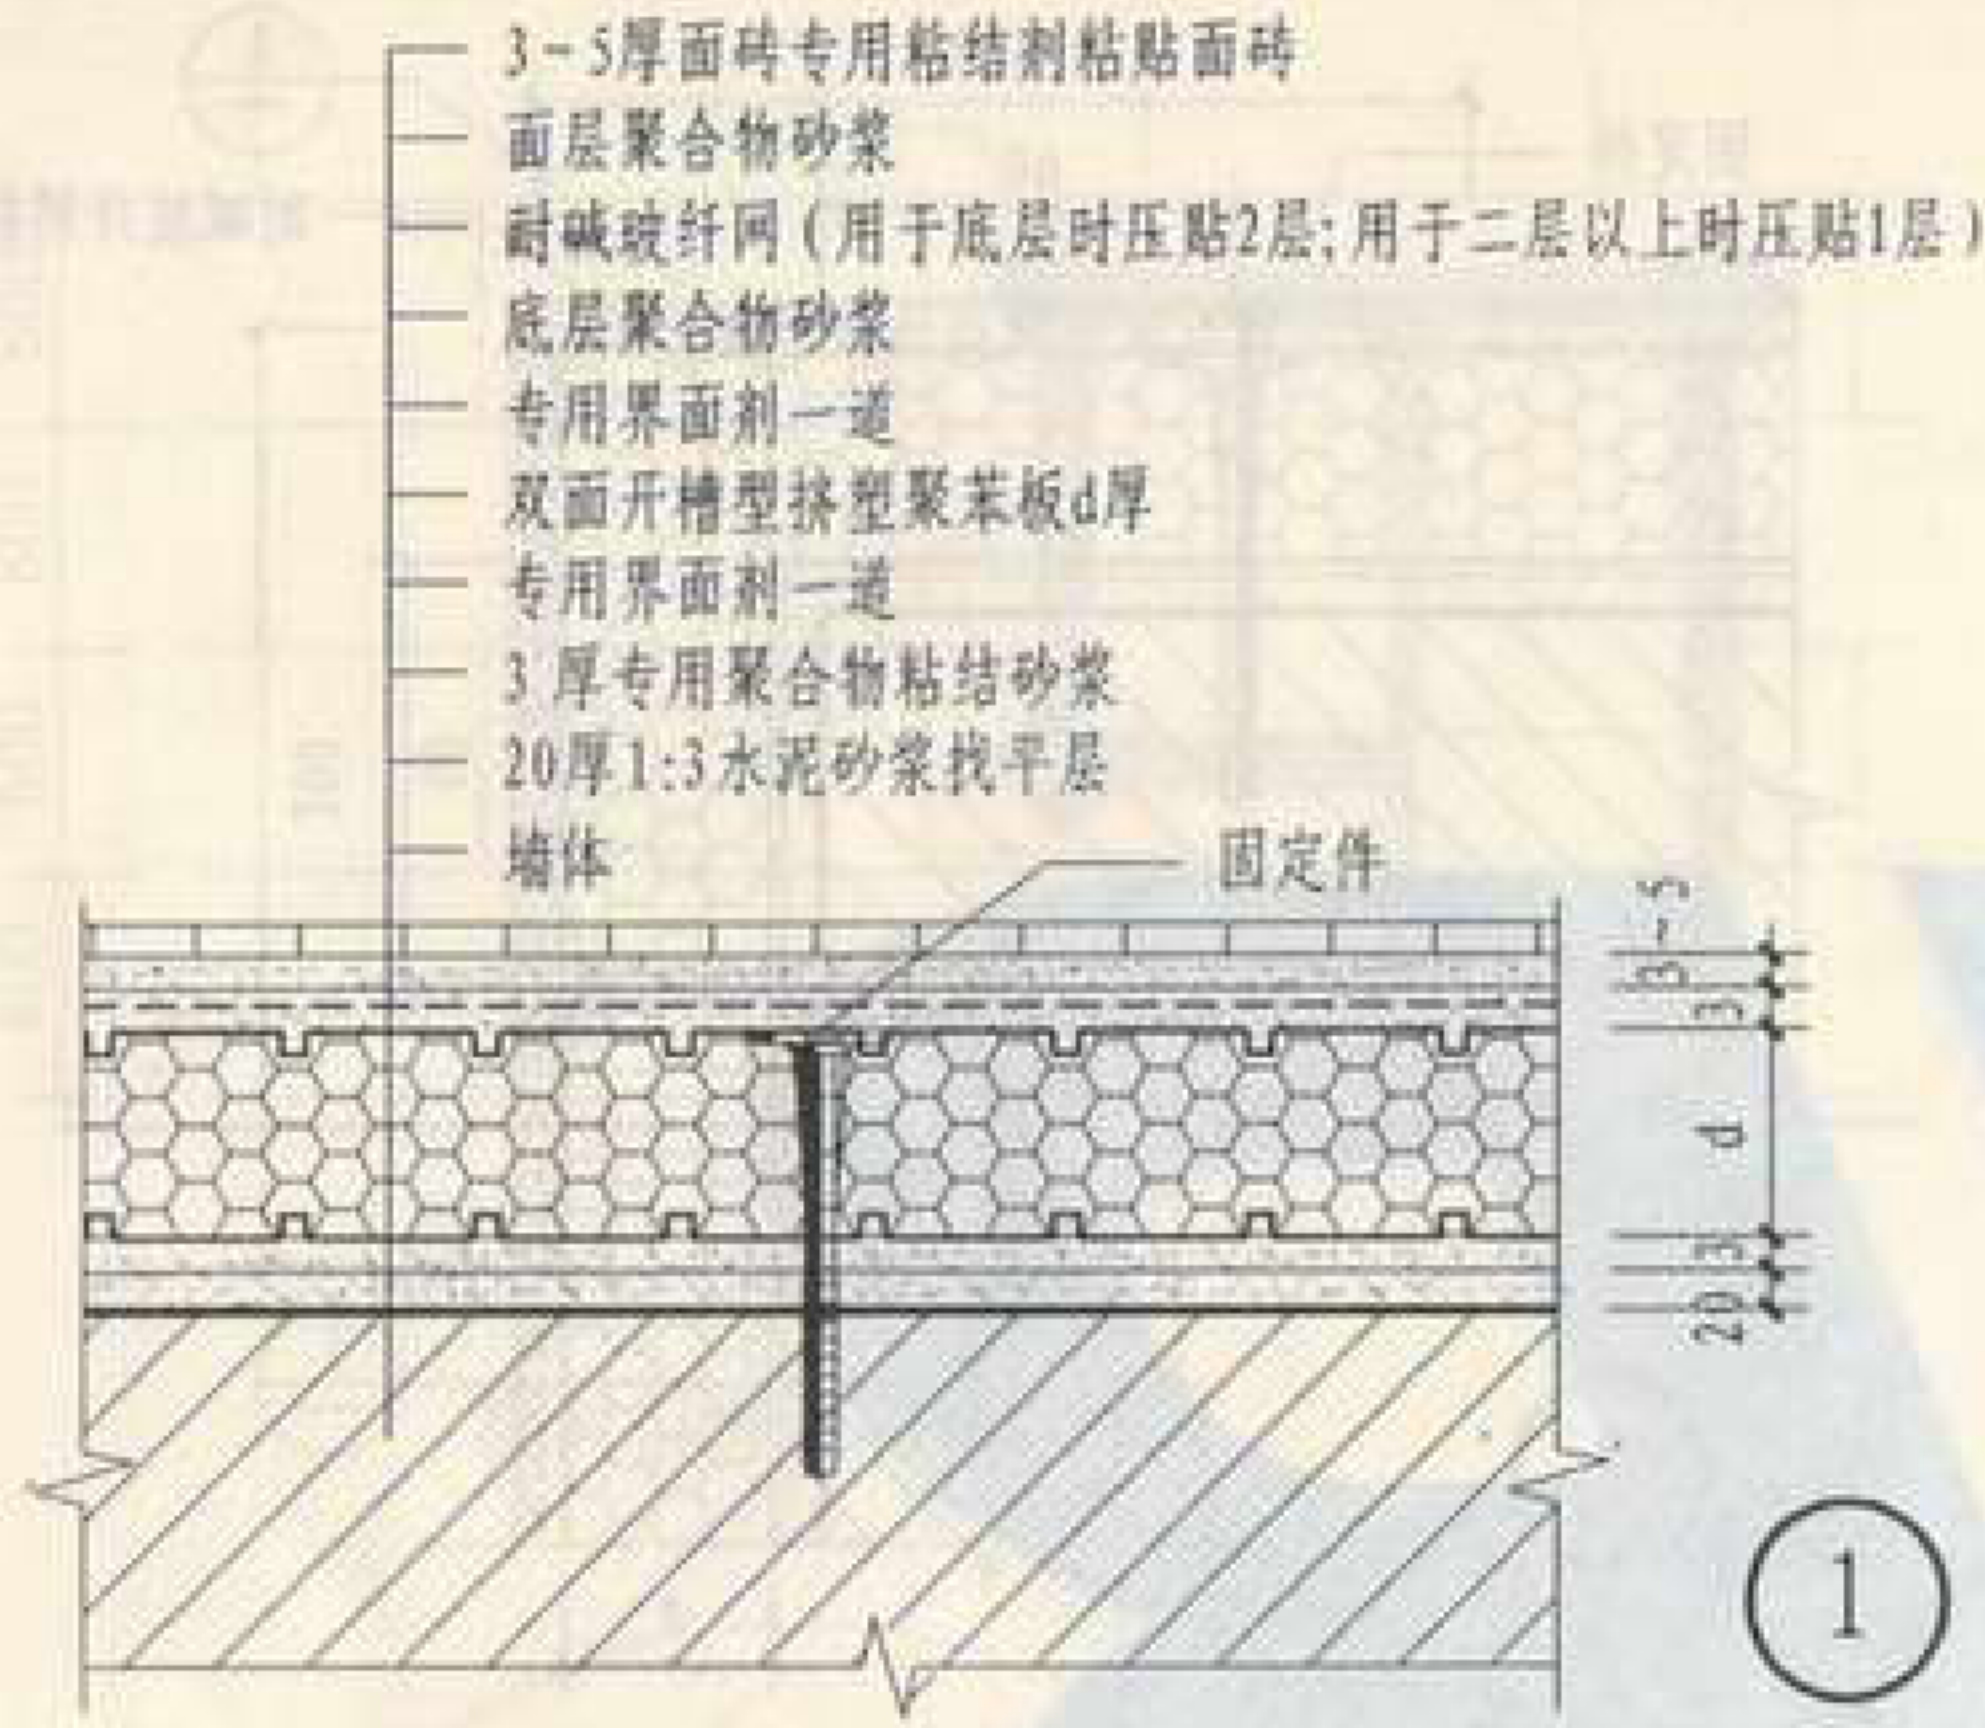 3~5厚面砖专用粘结剂粘贴面砖
面层聚合物砂浆
耐碱玻纤网(用于底层时压贴2层;用于二层以上时压贴1层)
底层聚合物砂浆
专用界面剂一道
双面开槽型挤塑聚苯板d厚
专用界面剂一道
3厚专用聚合物粘结砂浆
20厚1:3水泥砂浆找平层
墙体
固定件
3~5
3
d
3
20
1